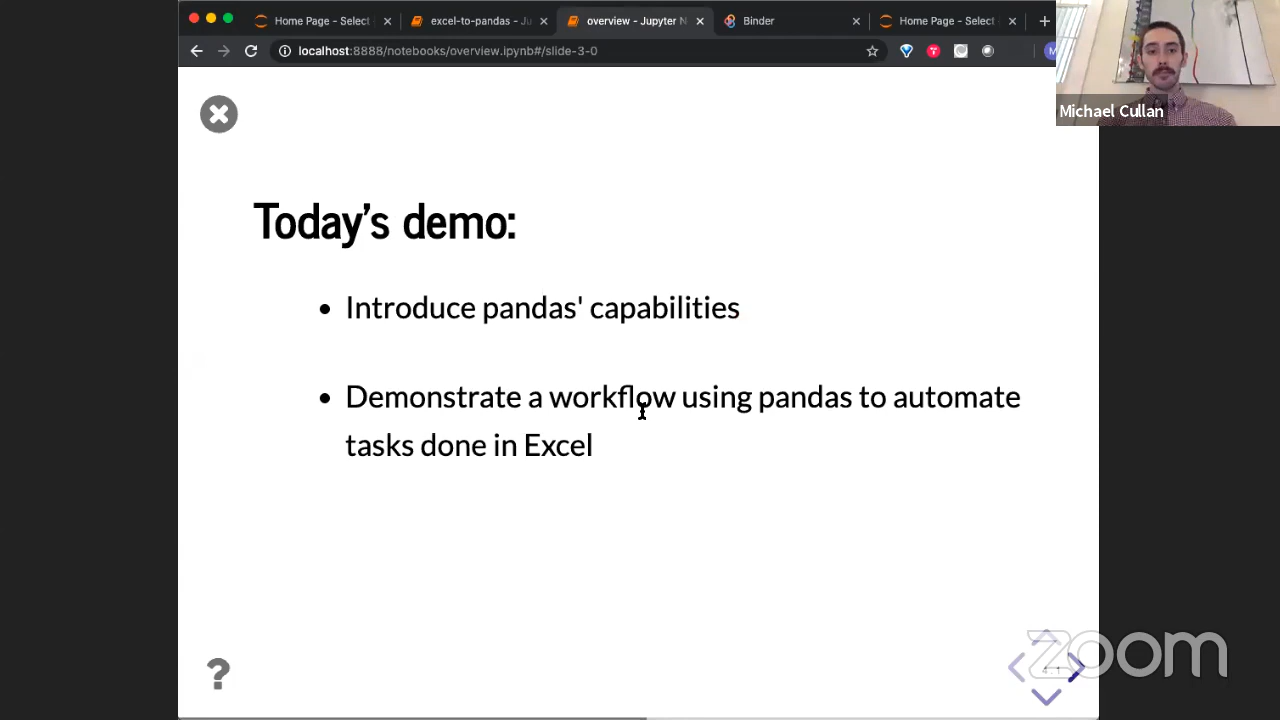 Home Page - Select
excel-to-pandas - Ju
overview - Jupyter N
Binder
Home Page - Select
localhost:8888/notebooks/overview.ipynb#/slide-3-0
Michael Cullan
Today's demo:
Introduce pandas' capabilities
Demonstrate a workflow using pandas to automate
tasks done in Excel
?
zoom